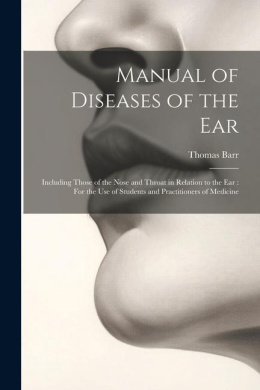 Manual of
Diseases of the
Ear
Thomas Barr
Including Those of the Nose and Throat in Relation to the Ear ;
For the Use of Students and Practitioners of Medicine